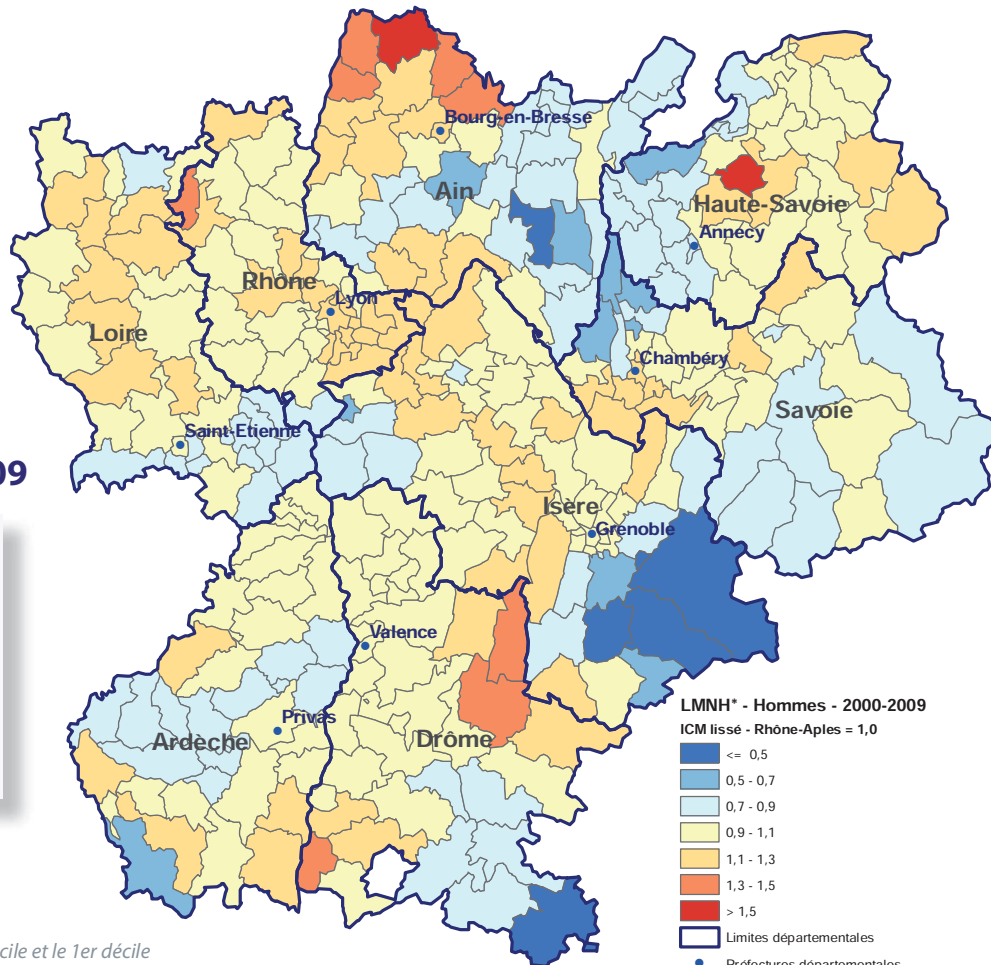 Bourg-en-Bresse
Ain
Haute-Savoie
Annecy
Rhône
Lyon
Loire
Chambéry
Savoie
Saint-Etienne
09
Isère
Grenoble
Valence
Privas
Ardèche
Drôme
LMNH* - Hommes - 2000-2009
ICM lissé - Rhône-Aples = 1,0
<= 0,5
0,5 - 0,7
0,7 - 0,9
0,9 - 1,1
1,1 - 1,3
1,3 - 1,5
> 1,5
Limites départementales
Préfectures départementales
cile et le 1er décile